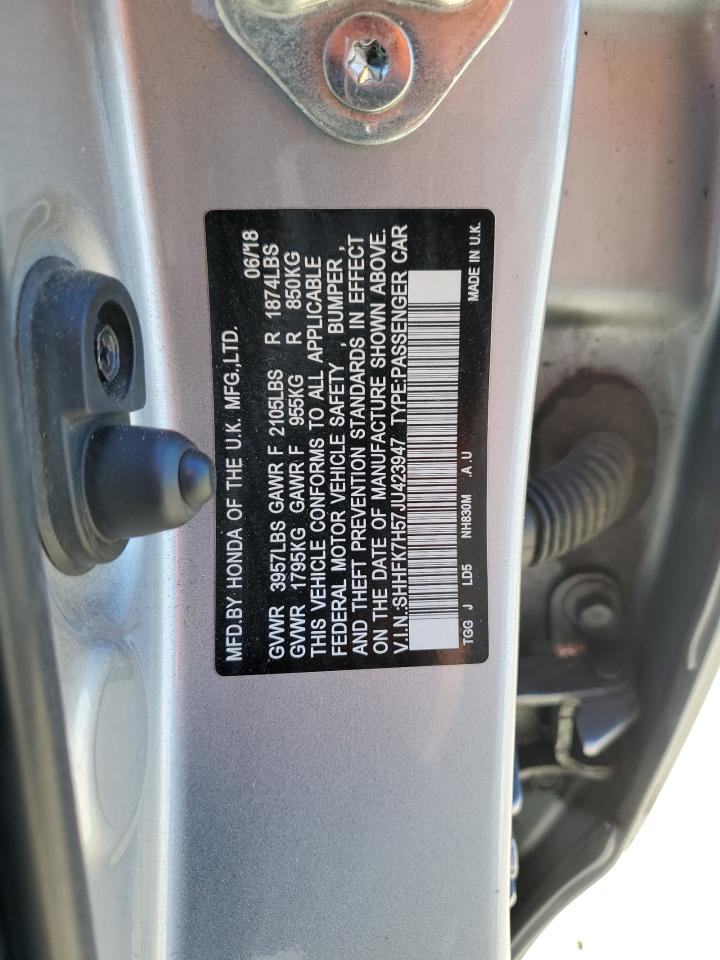 MFD.BY HONDA OF THE U.K. MFG.,LTD. 06/18
GVWR 3957LBS GAWR F 2105LBS R 1874LBS
GVWR 1795KG GAWR F 955KG R 850KG
THIS VEHICLE CONFORMS TO ALL APPLICABLE
FEDERAL MOTOR VEHICLE SAFETY , BUMPER ,
AND THEFT PREVENTION STANDARDS IN EFFECT
ON THE DATE OF MANUFACTURE SHOWN ABOVE.
V.I.N.:SHHFK7H57JU423947 TYPE:PASSENGER CAR
TGG J LD5 NH830M .A .U MADE IN U.K.